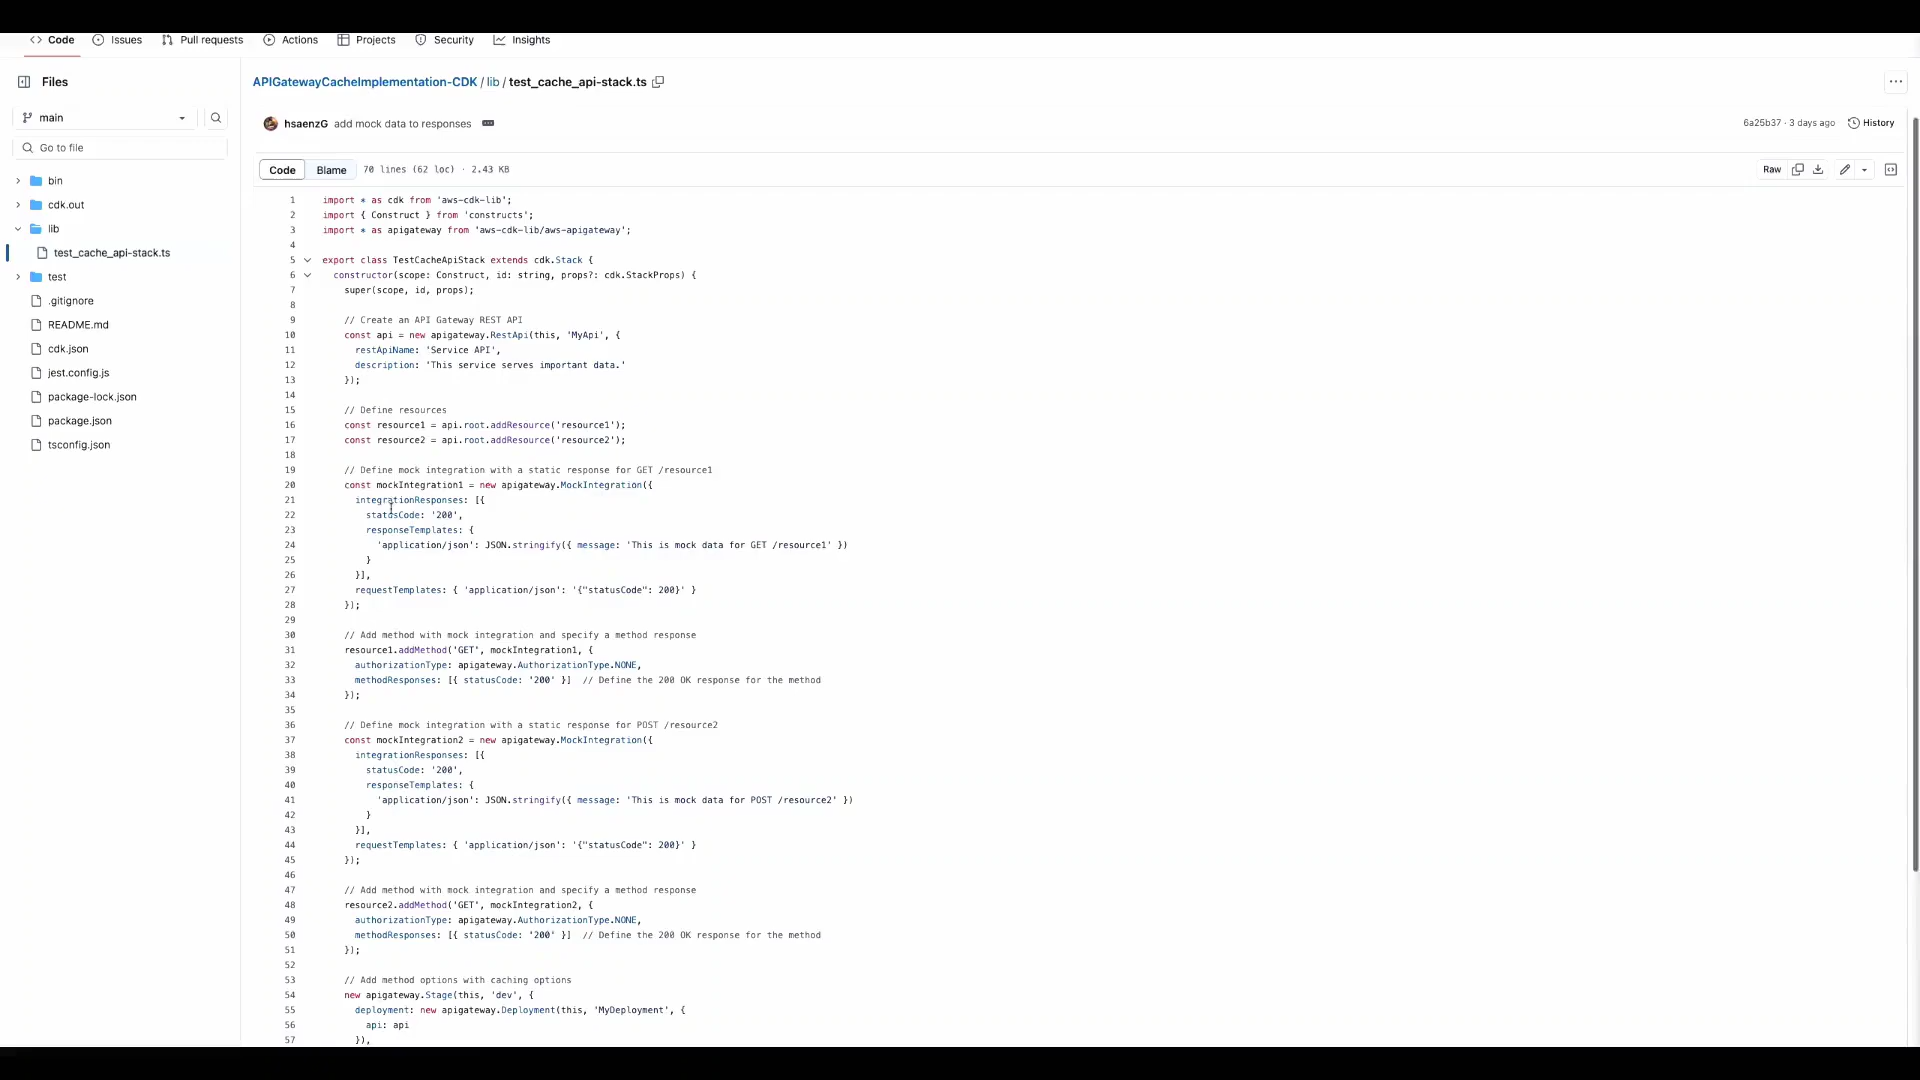 Code Issues Pull requests Actions Projects Security Insights
Files
main
Go to file
bin
cdk.out
lib
test_cache_api-stack.ts
test
.gitignore
README.md
cdk.json
jest.config.js
package-lock.json
package.json
tsconfig.json
APIGatewayCacheImplementation-CDK / lib / test_cache_api-stack.ts
hsaenzG add mock data to responses
6a25b37 · 3 days ago History
Code Blame 70 lines (62 loc) · 2.43 KB
Raw
1 import * as cdk from 'aws-cdk-lib';
2 import { Construct } from 'constructs';
3 import * as apigateway from 'aws-cdk-lib/aws-apigateway';
4
5 export class TestCacheApiStack extends cdk.Stack {
6 constructor(scope: Construct, id: string, props?: cdk.StackProps) {
7 super(scope, id, props);
8
9 // Create an API Gateway REST API
10 const api = new apigateway.RestApi(this, 'MyApi', {
11 restApiName: 'Service API',
12 description: 'This service serves important data.'
13 });
14
15 // Define resources
16 const resource1 = api.root.addResource('resource1');
17 const resource2 = api.root.addResource('resource2');
18
19 // Define mock integration with a static response for GET /resource1
20 const mockIntegration1 = new apigateway.MockIntegration({
21 integrationResponses: [{
22 statusCode: '200',
23 responseTemplates: {
24 'application/json': JSON.stringify({ message: 'This is mock data for GET /resource1' })
25 }
26 }],
27 requestTemplates: { 'application/json': '{"statusCode": 200}' }
28 });
29
30 // Add method with mock integration and specify a method response
31 resource1.addMethod('GET', mockIntegration1, {
32 authorizationType: apigateway.AuthorizationType.NONE,
33 methodResponses: [{ statusCode: '200' }] // Define the 200 OK response for the method
34 });
35
36 // Define mock integration with a static response for POST /resource2
37 const mockIntegration2 = new apigateway.MockIntegration({
38 integrationResponses: [{
39 statusCode: '200',
40 responseTemplates: {
41 'application/json': JSON.stringify({ message: 'This is mock data for POST /resource2' })
42 }
43 }],
44 requestTemplates: { 'application/json': '{"statusCode": 200}' }
45 });
46
47 // Add method with mock integration and specify a method response
48 resource2.addMethod('GET', mockIntegration2, {
49 authorizationType: apigateway.AuthorizationType.NONE,
50 methodResponses: [{ statusCode: '200' }] // Define the 200 OK response for the method
51 });
52
53 // Add method options with caching options
54 new apigateway.Stage(this, 'dev', {
55 deployment: new apigateway.Deployment(this, 'MyDeployment', {
56 api: api
57 }),